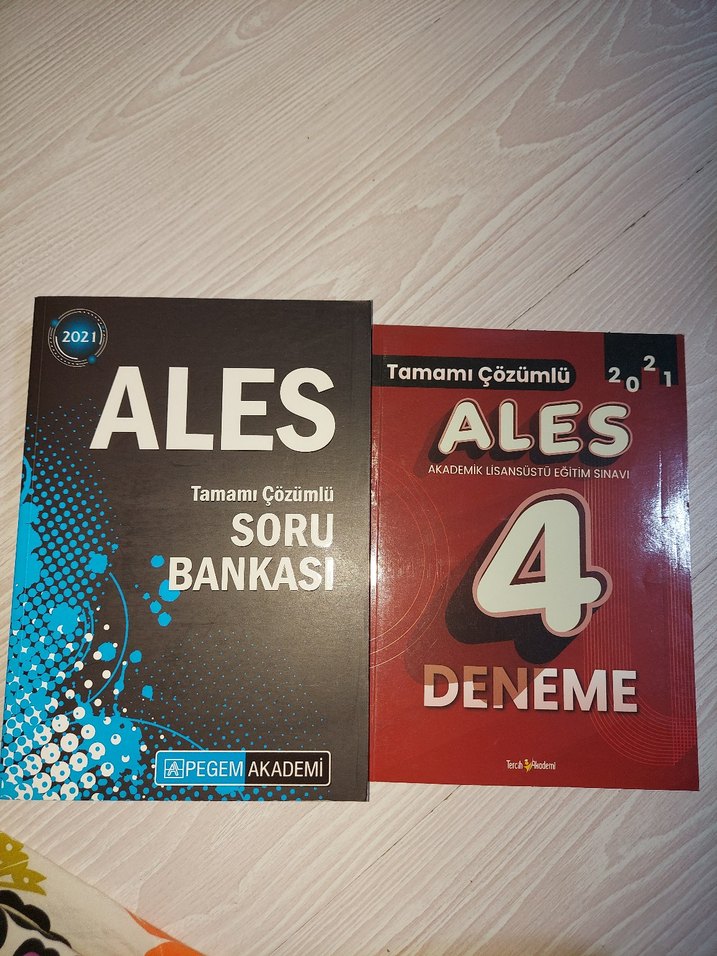 2021
ALES
Tamamı Çözümlü
SORU
BANKASI
PEGEM AKADEMİ
Tamamı Çözümlü
2021
ALES
AKADEMİK LİSANSÜSTÜ EĞİTİM SINAVI
4
DENEME
Tercih Akademi